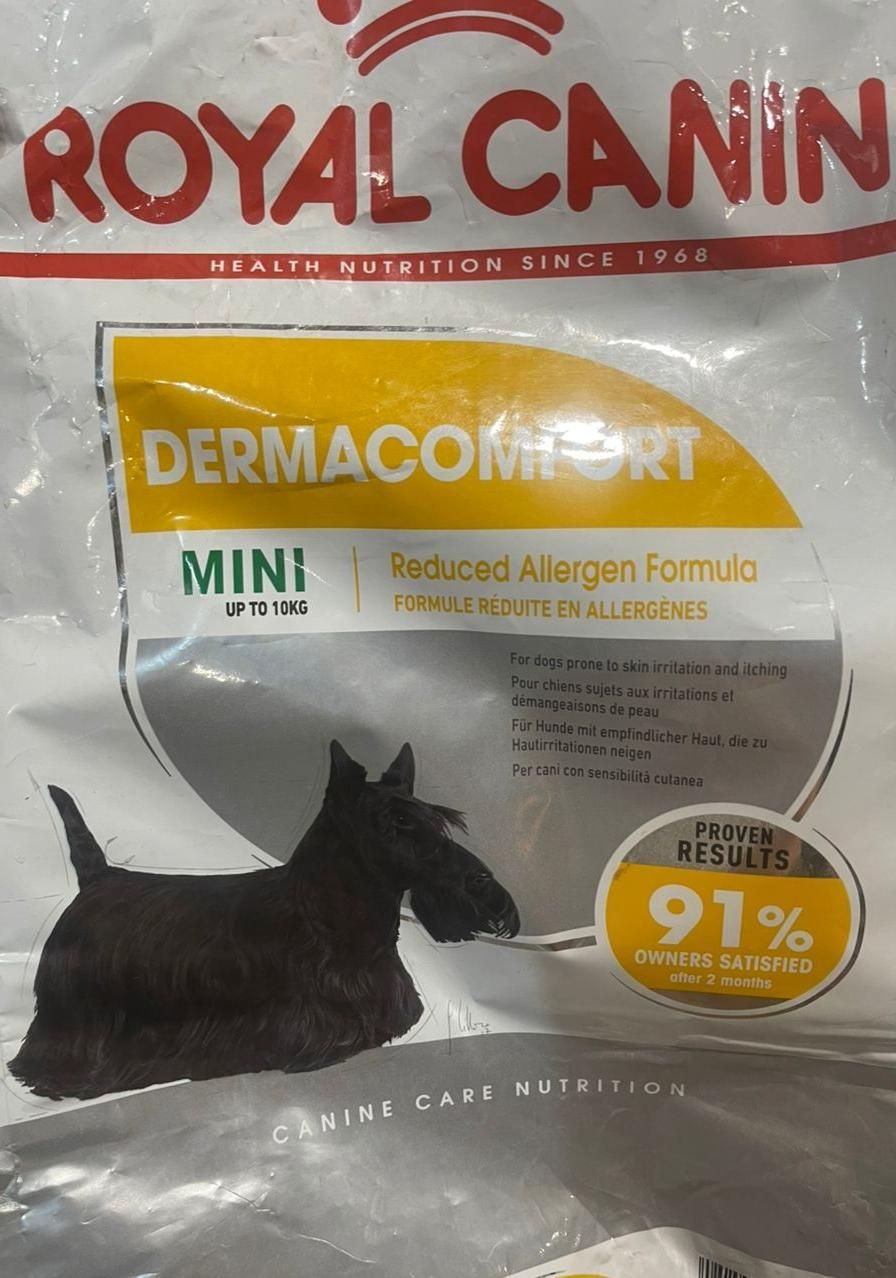 ROYAL CANIN
HEALTH NUTRITION SINCE 1968
DERMACOMFORT
MINI
UP TO 10KG
Reduced Allergen Formula
FORMULE RÉDUITE EN ALLERGÈNES
For dogs prone to skin irritation and itching
Pour chiens sujets aux irritations et
démangeaisons de peau
Für Hunde mit empfindlicher Haut, die zu
Hautirritationen neigen
Per cani con sensibilità cutanea
PROVEN
RESULTS
91%
OWNERS SATISFIED
after 2 months
CANINE CARE NUTRITION